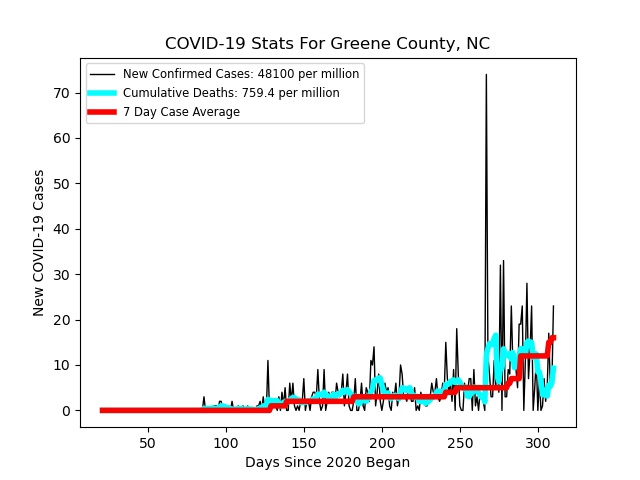 COVID-19 Stats For Greene County, NC
New Confirmed Cases: 48100 per million
Cumulative Deaths: 759.4 per million
7 Day Case Average
New COVID-19 Cases
70
60
50
40
30
20
10
0
50 100 150 200 250 300
Days Since 2020 Began